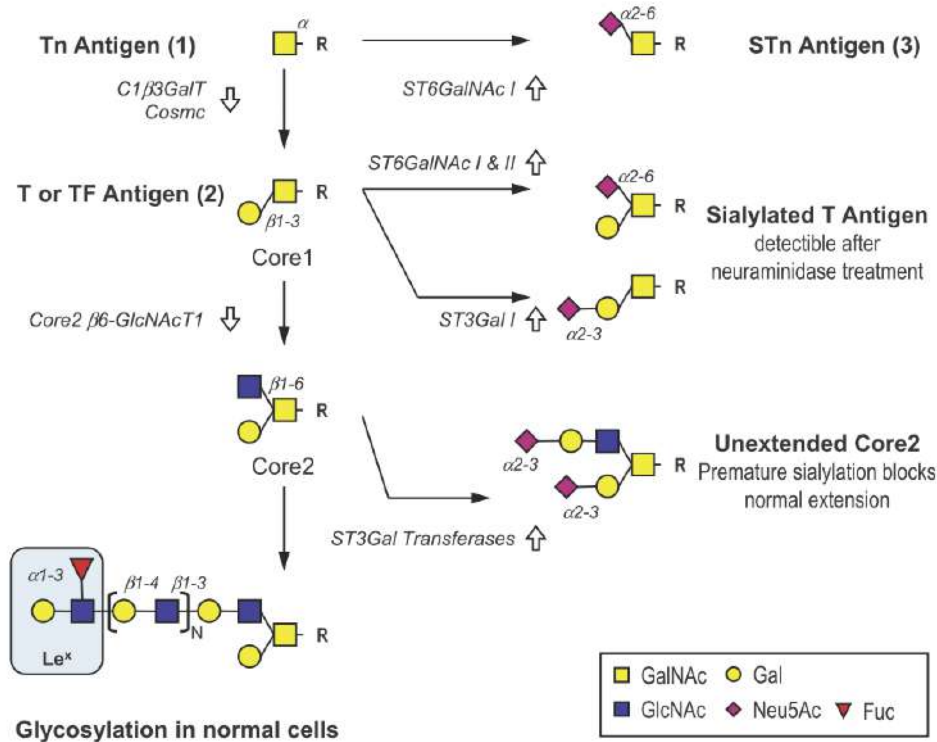 Tn Antigen (1)
α
R
α2-6
R
STn Antigen (3)
C1β3GalT
Cosmc
ST6GalNAc I
ST6GalNAc I & II
T or TF Antigen (2)
R
β1-3
Core1
α2-6
R
Sialylated T Antigen
detectible after
neuraminidase treatment
R
ST3Gal I
α2-3
Core2 β6-GlcNAcT1
β1-6
R
Core2
α2-3
α2-3
R
Unextended Core2
Premature sialylation blocks
normal extension
ST3Gal Transferases
α1-3
β1-4
β1-3
N
R
Leˣ
GalNAc
Gal
GlcNAc
Neu5Ac
Fuc
Glycosylation in normal cells